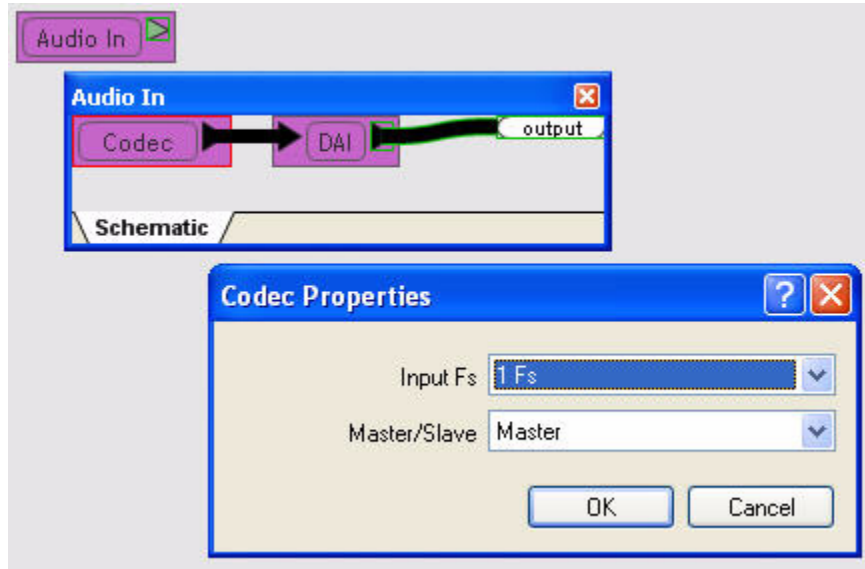 Audio In
Audio In
Codec
DAI
output
Schematic
Codec Properties
?
Input Fs 1 Fs
Master/Slave Master
OK Cancel